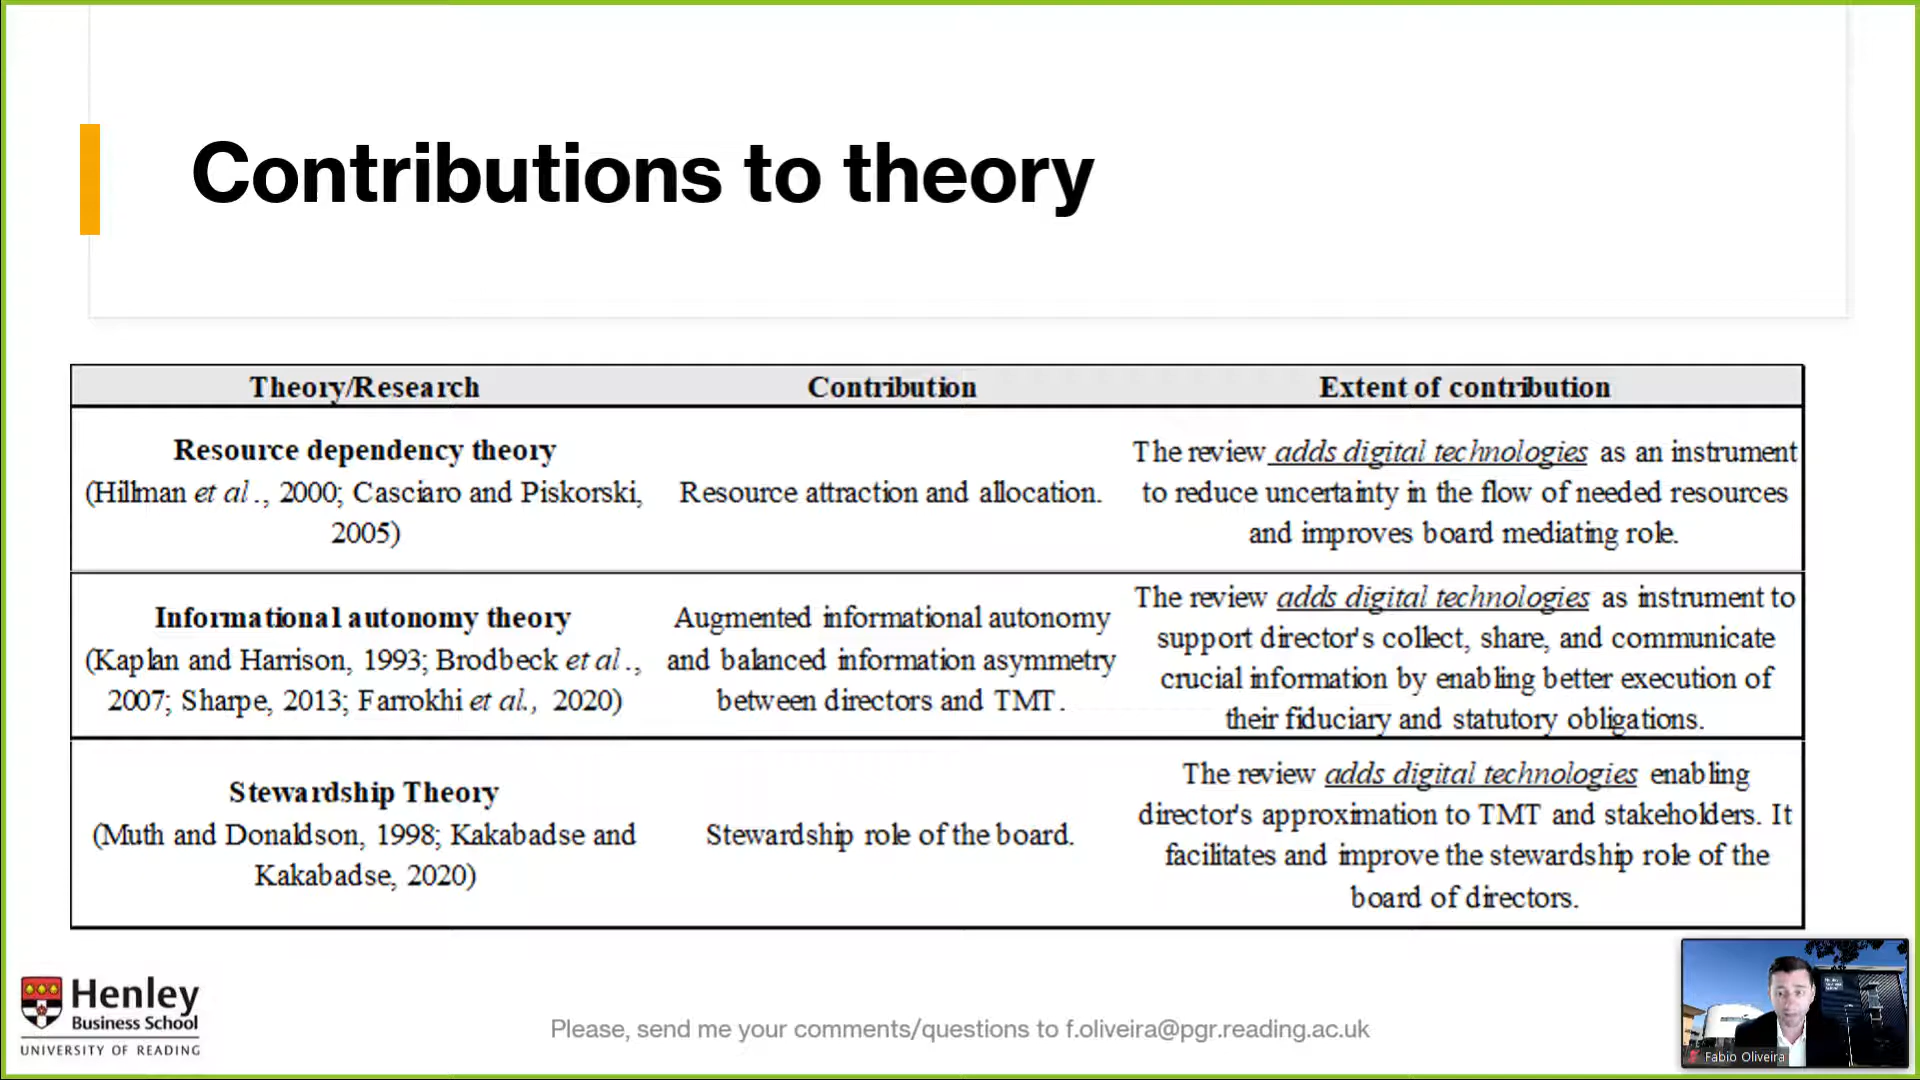 Contributions to theory
Theory/Research
Contribution
Extent of contribution
Resource dependency theory
(Hillman et al., 2000; Casciaro and Piskorski,
2005)
Resource attraction and allocation.
The review adds digital technologies as an instrument
to reduce uncertainty in the flow of needed resources
and improves board mediating role.
Informational autonomy theory
(Kaplan and Harrison, 1993; Brodbeck et al.,
2007; Sharpe, 2013; Farrokhi et al., 2020)
Augmented informational autonomy
and balanced information asymmetry
between directors and TMT.
The review adds digital technologies as instrument to
support director's collect, share, and communicate
crucial information by enabling better execution of
their fiduciary and statutory obligations.
Stewardship Theory
(Muth and Donaldson, 1998; Kakabadse and
Kakabadse, 2020)
Stewardship role of the board.
The review adds digital technologies enabling
director's approximation to TMT and stakeholders. It
facilitates and improve the stewardship role of the
board of directors.
Henley
Business School
UNIVERSITY OF READING
Please, send me your comments/questions to f.oliveira@pgr.reading.ac.uk
Fabio Oliveira